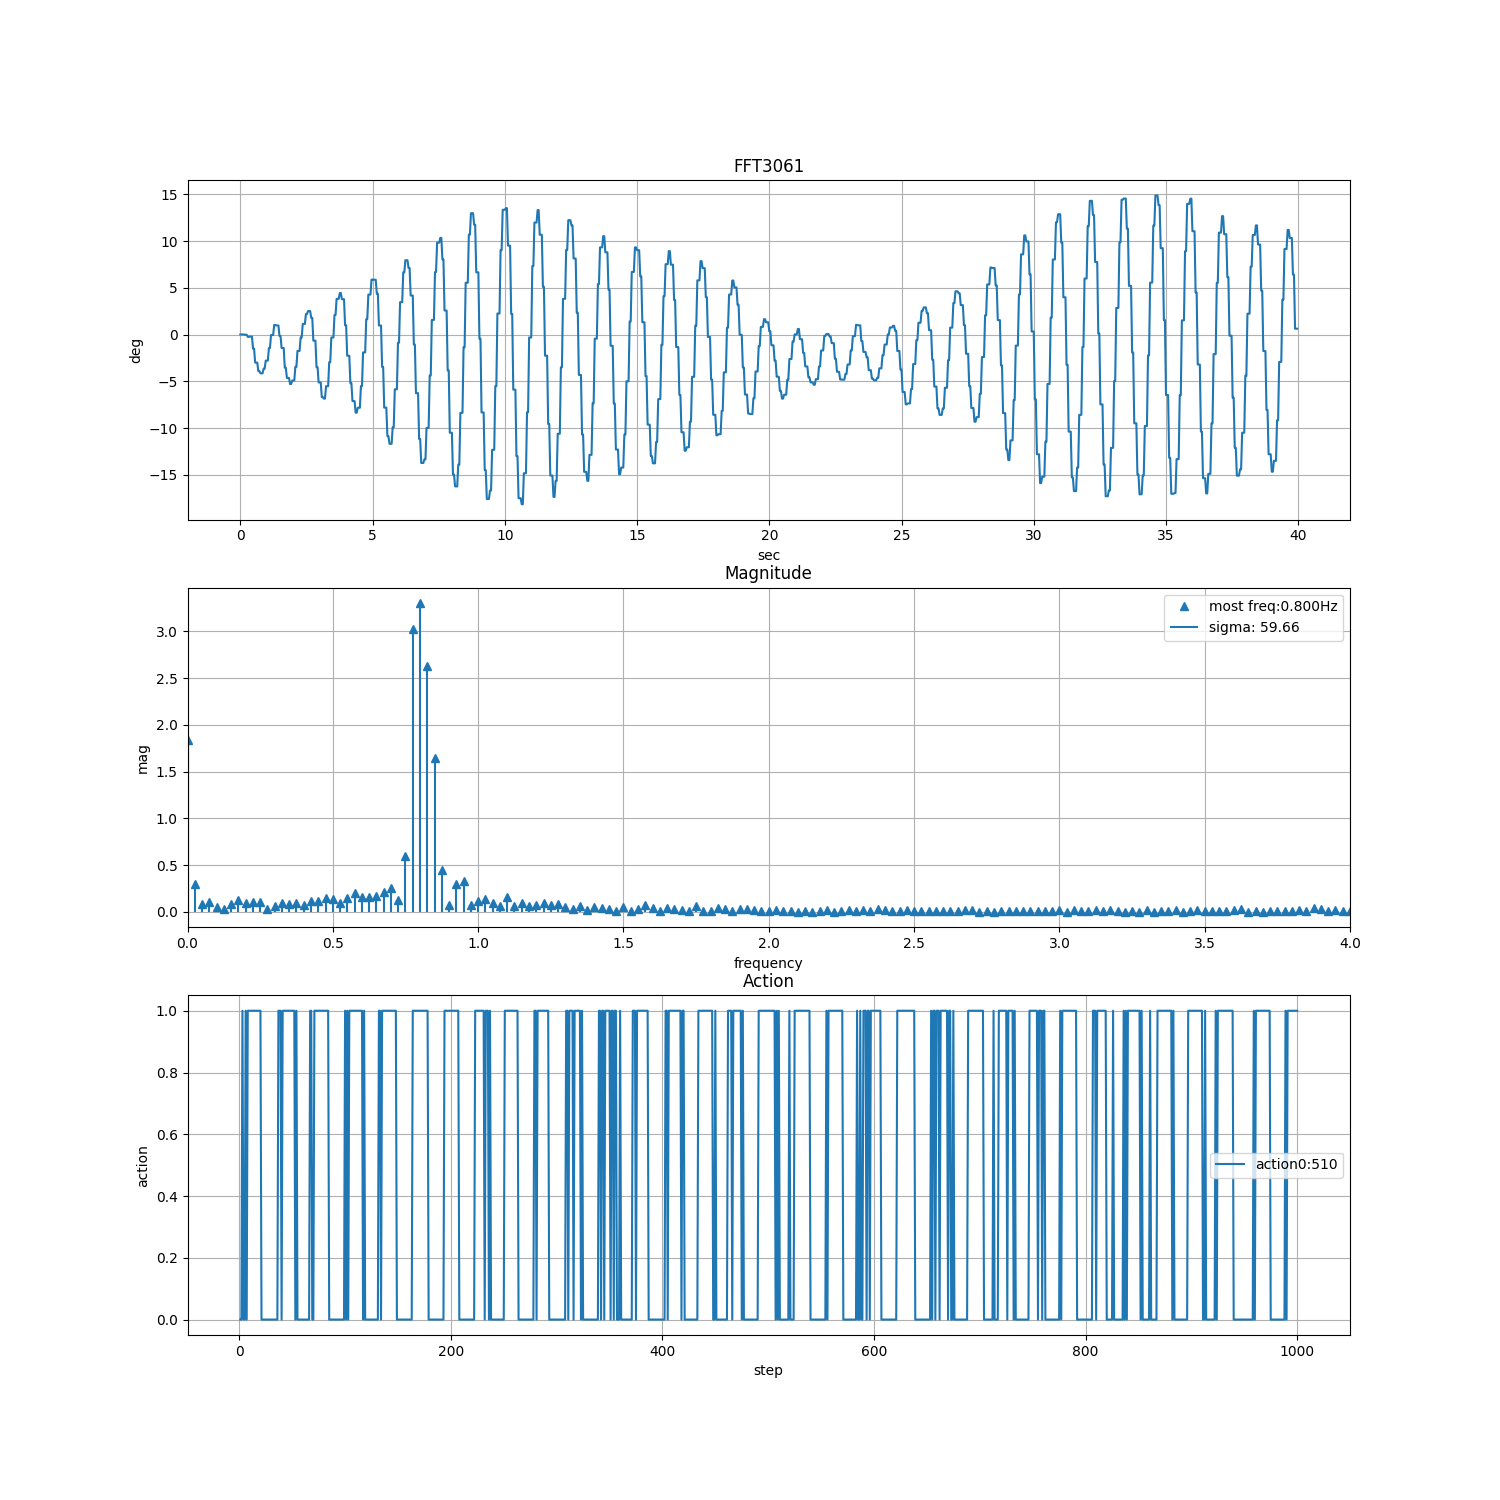 FFT3061
15
10
5
0
−5
−10
−15
deg
0 5 10 15 20 25 30 35 40
sec
Magnitude
most freq:0.800Hz
sigma: 59.66
3.0
2.5
2.0
1.5
1.0
0.5
0.0
mag
0.0 0.5 1.0 1.5 2.0 2.5 3.0 3.5 4.0
frequency
Action
1.0
0.8
0.6
0.4
0.2
0.0
action
action0:510
0 200 400 600 800 1000
step